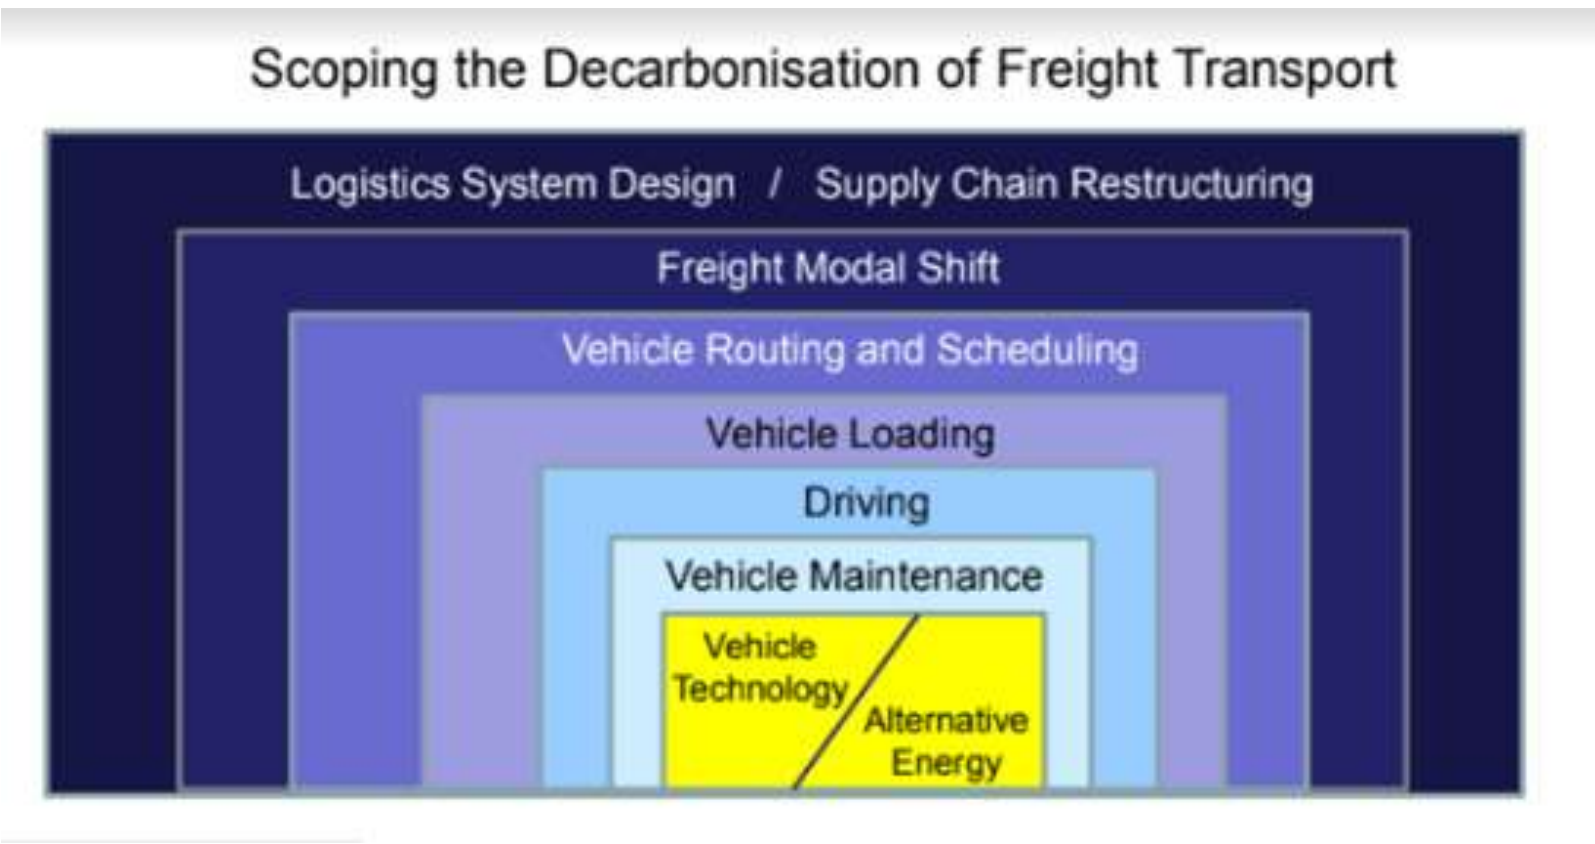 Scoping the Decarbonisation of Freight Transport
Logistics System Design / Supply Chain Restructuring
Freight Modal Shift
Vehicle Routing and Scheduling
Vehicle Loading
Driving
Vehicle Maintenance
Vehicle
Technology
Alternative
Energy